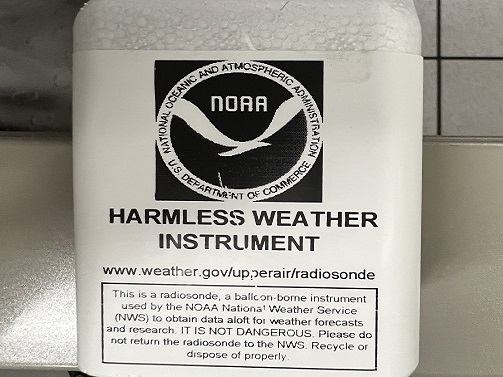 NATIONAL OCEANIC AND ATMOSPHERIC ADMINISTRATION
NOAA
U.S. DEPARTMENT OF COMMERCE
HARMLESS WEATHER
INSTRUMENT
www.weather.gov/upperair/radiosonde
This is a radiosonde, a balloon-borne instrument
used by the NOAA National Weather Service
(NWS) to obtain data aloft for weather forecasts
and research. IT IS NOT DANGEROUS. Please do
not return the radiosonde to the NWS. Recycle or
dispose of properly.